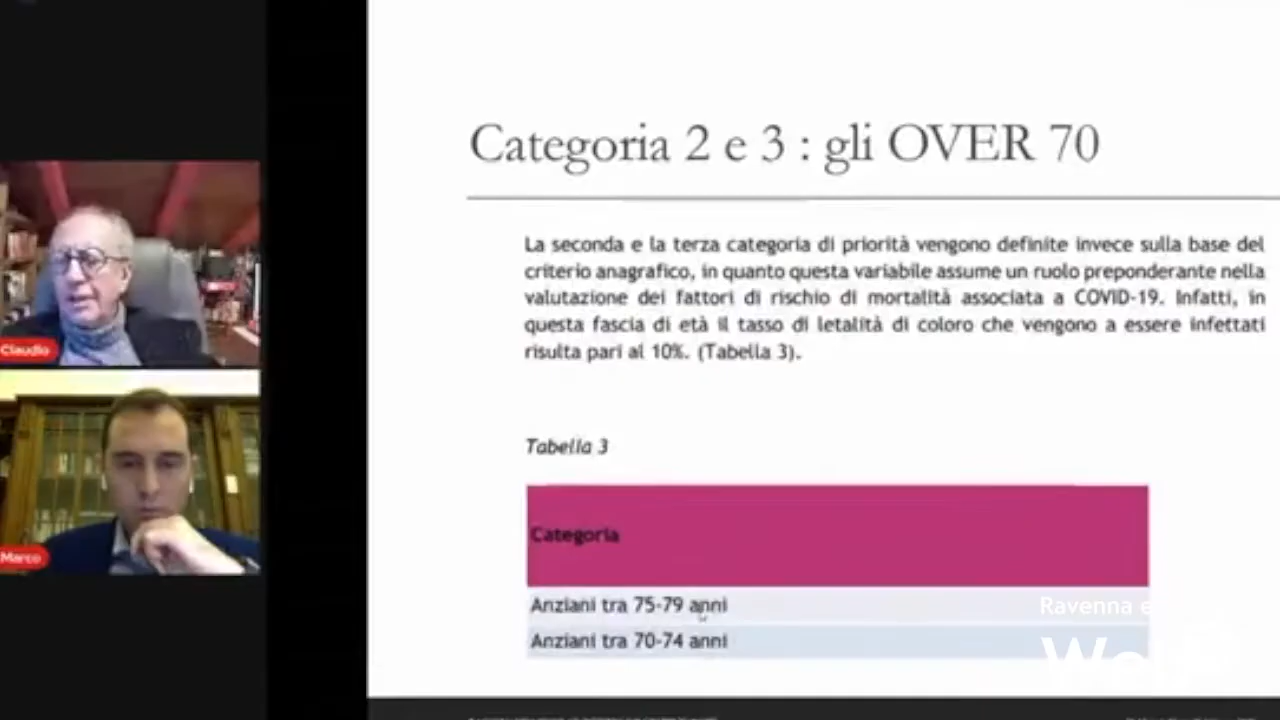 Categoria 2 e 3 : gli OVER 70
La seconda e la terza categoria di priorità vengono definite invece sulla base del
criterio anagrafico, in quanto questa variabile assume un ruolo preponderante nella
valutazione dei fattori di rischio di mortalità associata a COVID-19. Infatti, in
questa fascia di età il tasso di letalità di coloro che vengono a essere infettati
risulta pari al 10%. (Tabella 3).
Claudio
Marco
Tabella 3
Categoria
Anziani tra 75-79 anni
Anziani tra 70-74 anni
Ravenna e